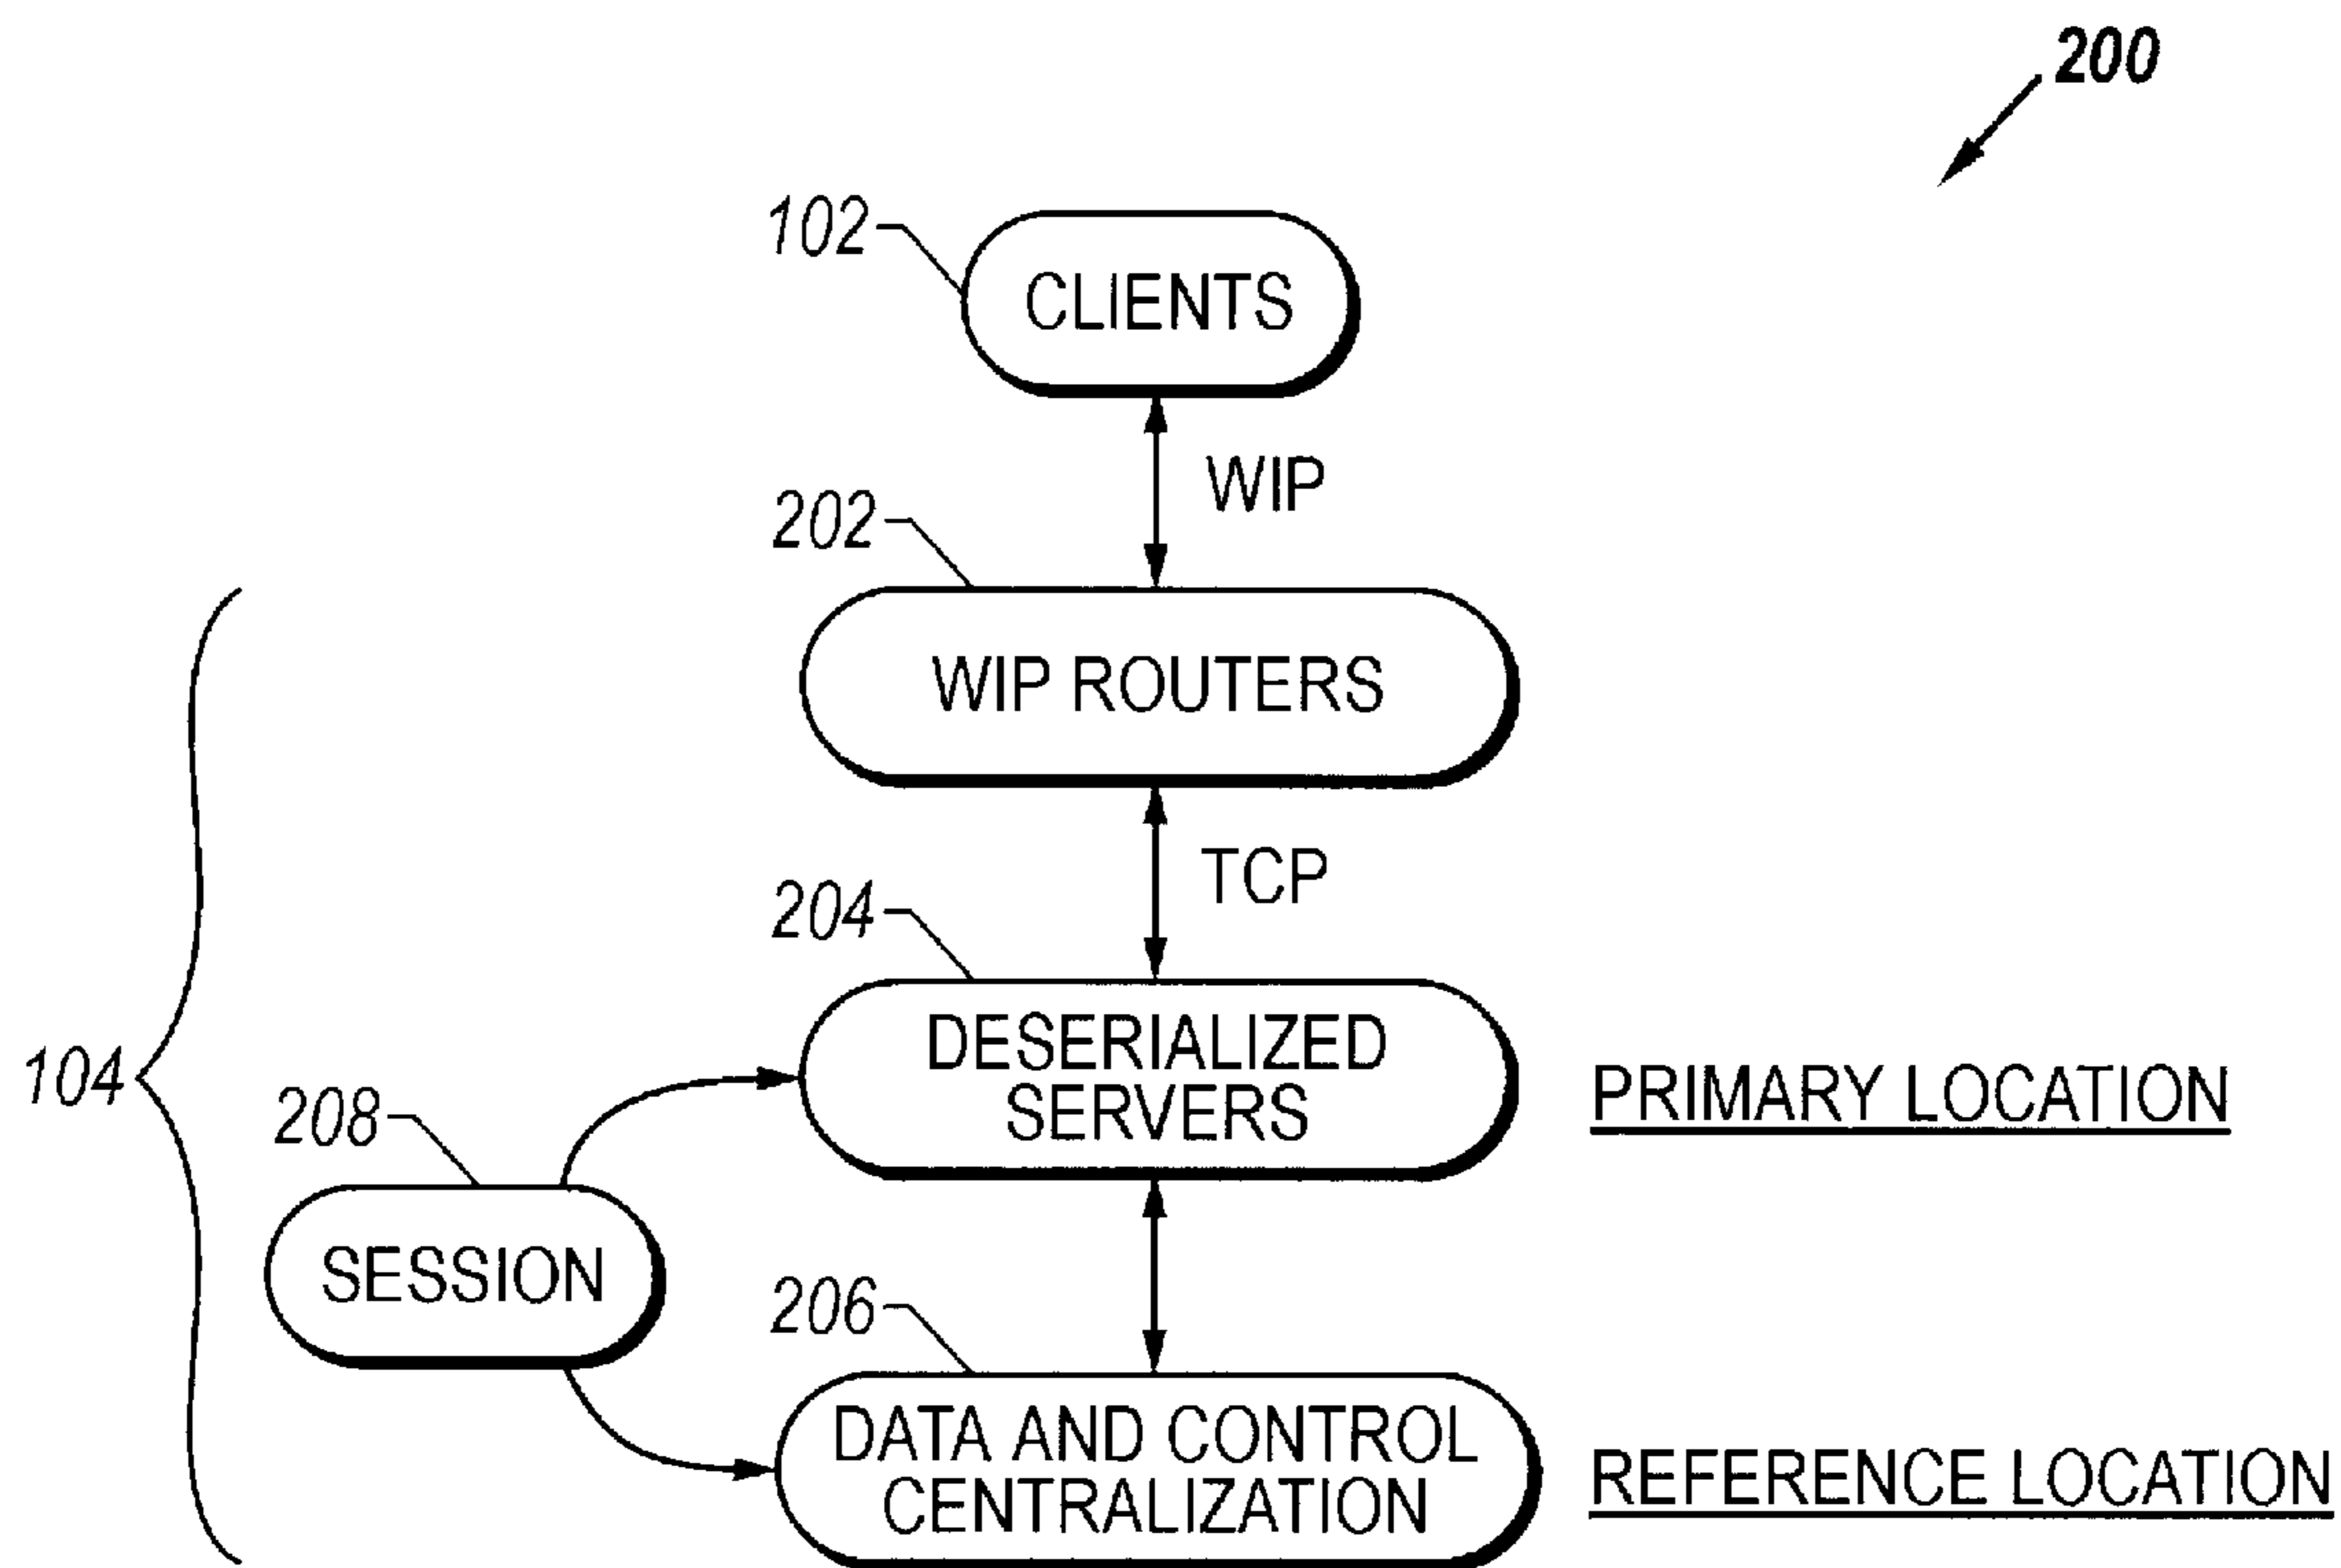 200
102
CLIENTS
WIP
202
WIP ROUTERS
TCP
204
DESERIALIZED
SERVERS
PRIMARY LOCATION
104
208
SESSION
206
DATA AND CONTROL
CENTRALIZATION
REFERENCE LOCATION